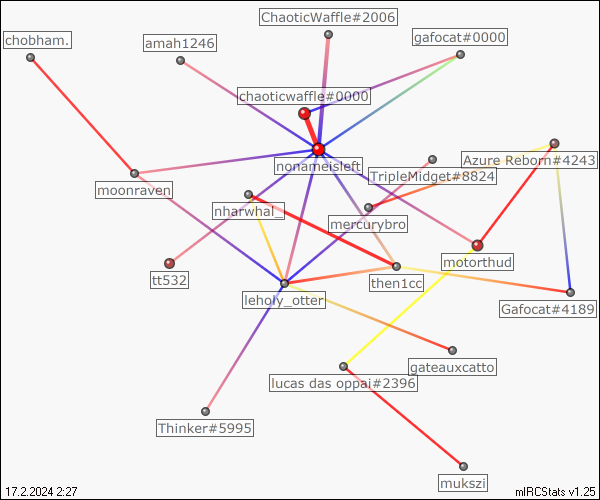 ChaoticWaffle#2006
chobham.
amah1246
gafocat#0000
chaoticwaffle#0000
nonameisleft
Azure Reborn#4243
TripleMidget#8824
moonraven
nharwhal_
mercurybro
motorthud
tt532
then1cc
leholy_otter
Gafocat#4189
gateauxcatto
lucas das oppai#2396
Thinker#5995
mukszi
17.2.2024 2:27
mIRCStats v1.25